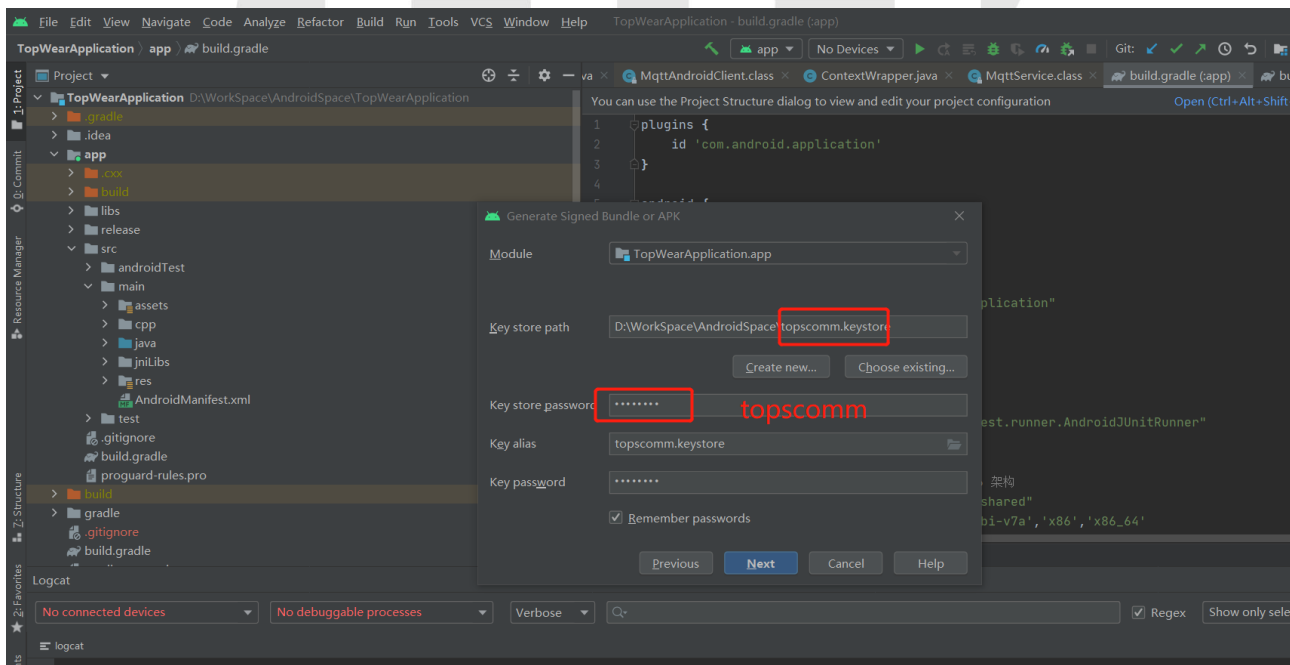 File Edit View Navigate Code Analyze Refactor Build Run Tools VCS Window Help TopWearApplication - build.gradle (:app)
TopWearApplication app build.gradle app No Devices Git:
1: Project
Project
va MqttAndroidClient.class ContextWrapper.java MqttService.class build.gradle (:app) bu
TopWearApplication D:\WorkSpace\AndroidSpace\TopWearApplication
You can use the Project Structure dialog to view and edit your project configuration Open (Ctrl+Alt+Shift
.gradle
.idea
app
.cxx
build
libs
release
src
androidTest
main
assets
cpp
java
jniLibs
res
AndroidManifest.xml
test
.gitignore
build.gradle
proguard-rules.pro
build
gradle
.gitignore
build.gradle
0: Commit
Resource Manager
Z: Structure
2: Favorites
1 plugins {
2 id 'com.android.application'
3 }
4
plication"
est.runner.AndroidJUnitRunner"
架构
shared"
bi-v7a','x86','x86_64'
Generate Signed Bundle or APK
Module TopWearApplication.app
Key store path D:\WorkSpace\AndroidSpace\topscomm.keystore
Create new... Choose existing...
Key store password ········ topscomm
Key alias topscomm.keystore
Key password ········
Remember passwords
Previous Next Cancel Help
Logcat
No connected devices No debuggable processes Verbose Regex Show only sele
logcat